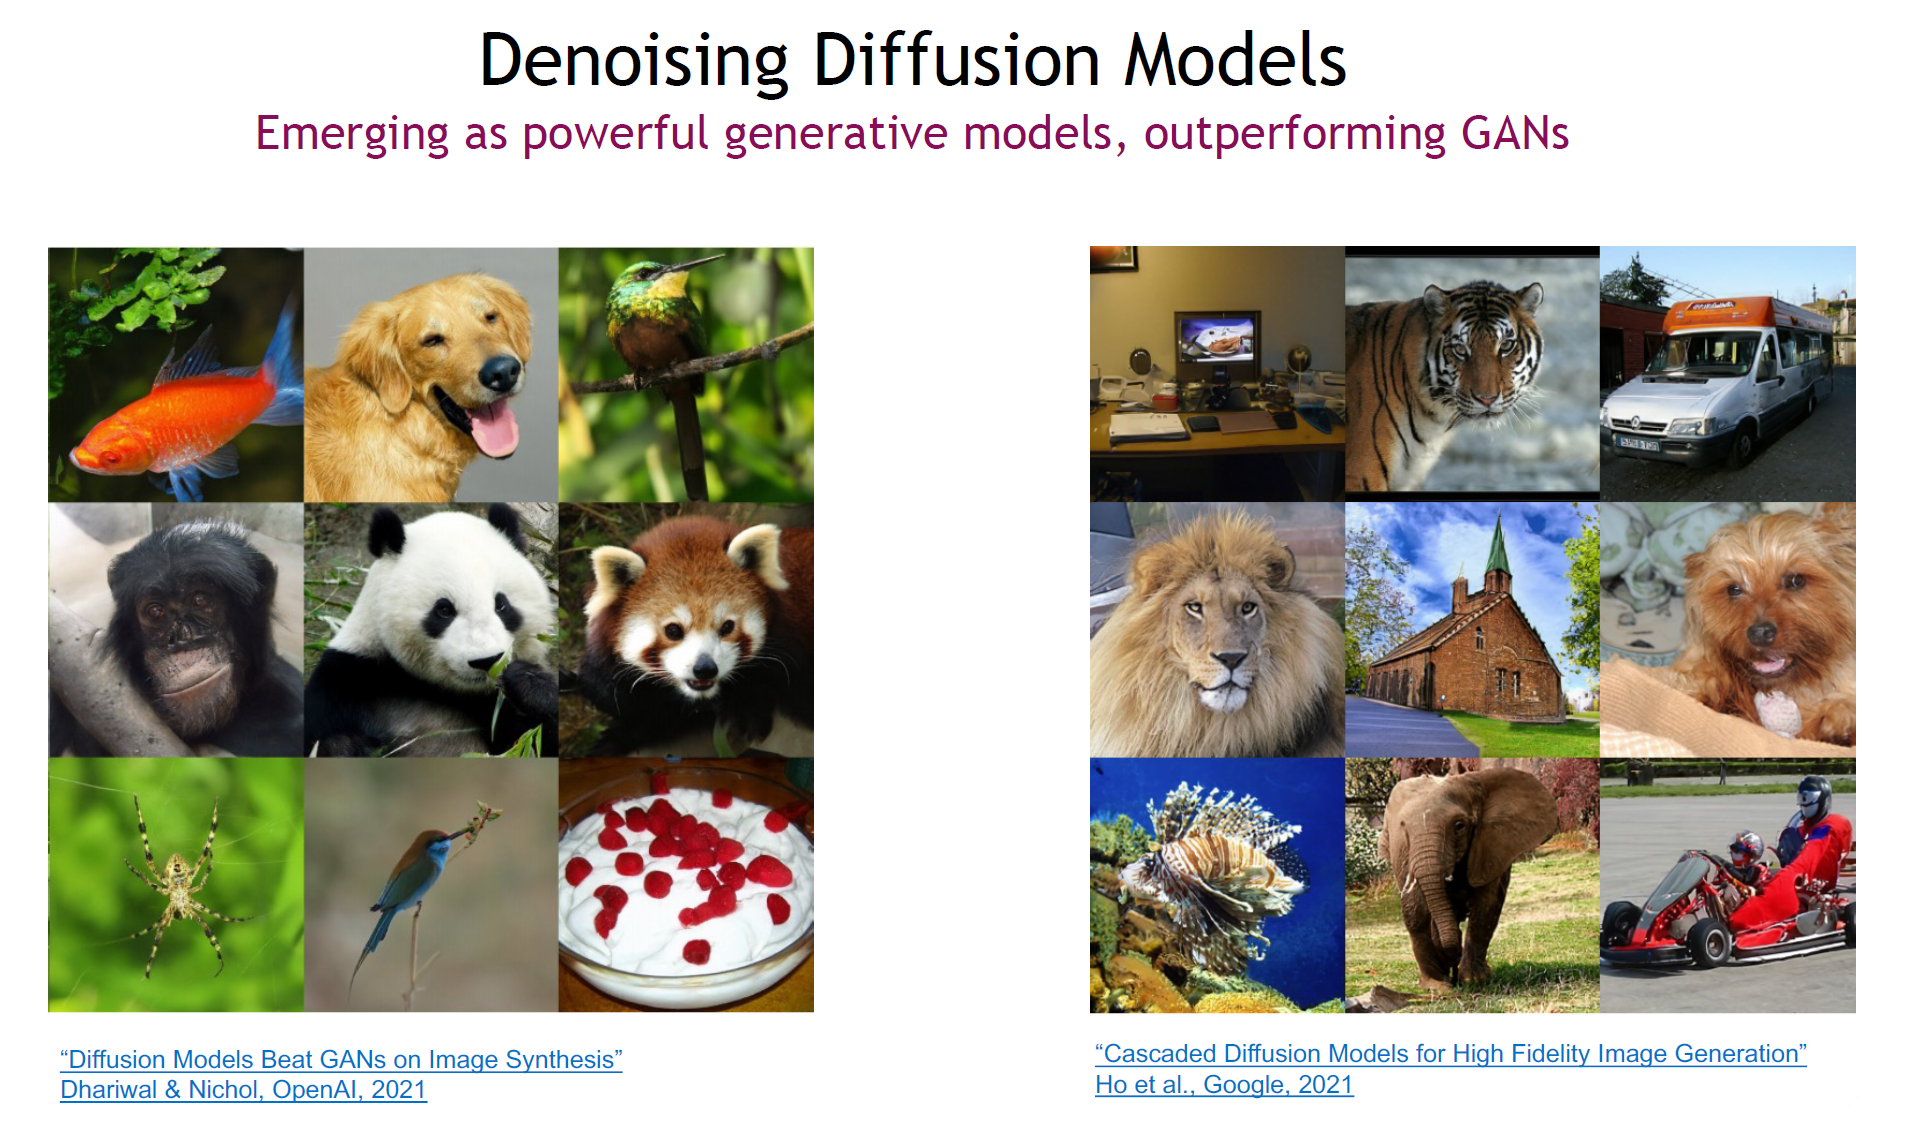 Denoising Diffusion Models
Emerging as powerful generative models, outperforming GANs
“Diffusion Models Beat GANs on Image Synthesis”
Dhariwal & Nichol, OpenAI, 2021
“Cascaded Diffusion Models for High Fidelity Image Generation”
Ho et al., Google, 2021